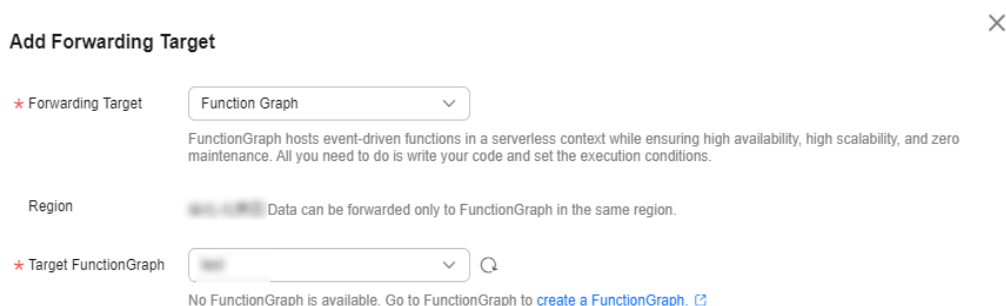 Add Forwarding Target
* Forwarding Target Function Graph
FunctionGraph hosts event-driven functions in a serverless context while ensuring high availability, high scalability, and zero
maintenance. All you need to do is write your code and set the execution conditions.
Region Data can be forwarded only to FunctionGraph in the same region.
* Target FunctionGraph
No FunctionGraph is available. Go to FunctionGraph to create a FunctionGraph.